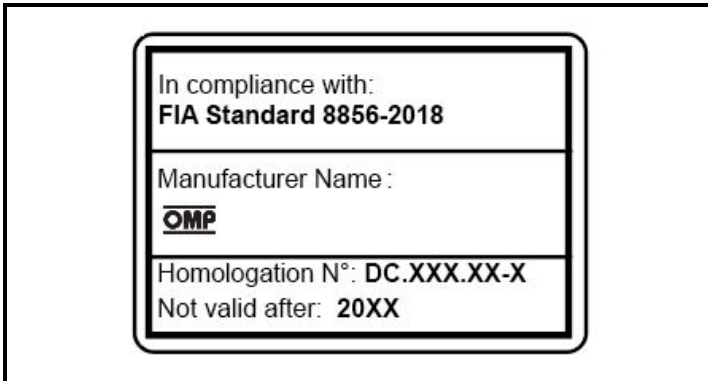 In compliance with:
FIA Standard 8856-2018
Manufacturer Name :
OMP
Homologation N°: DC.XXX.XX-X
Not valid after: 20XX